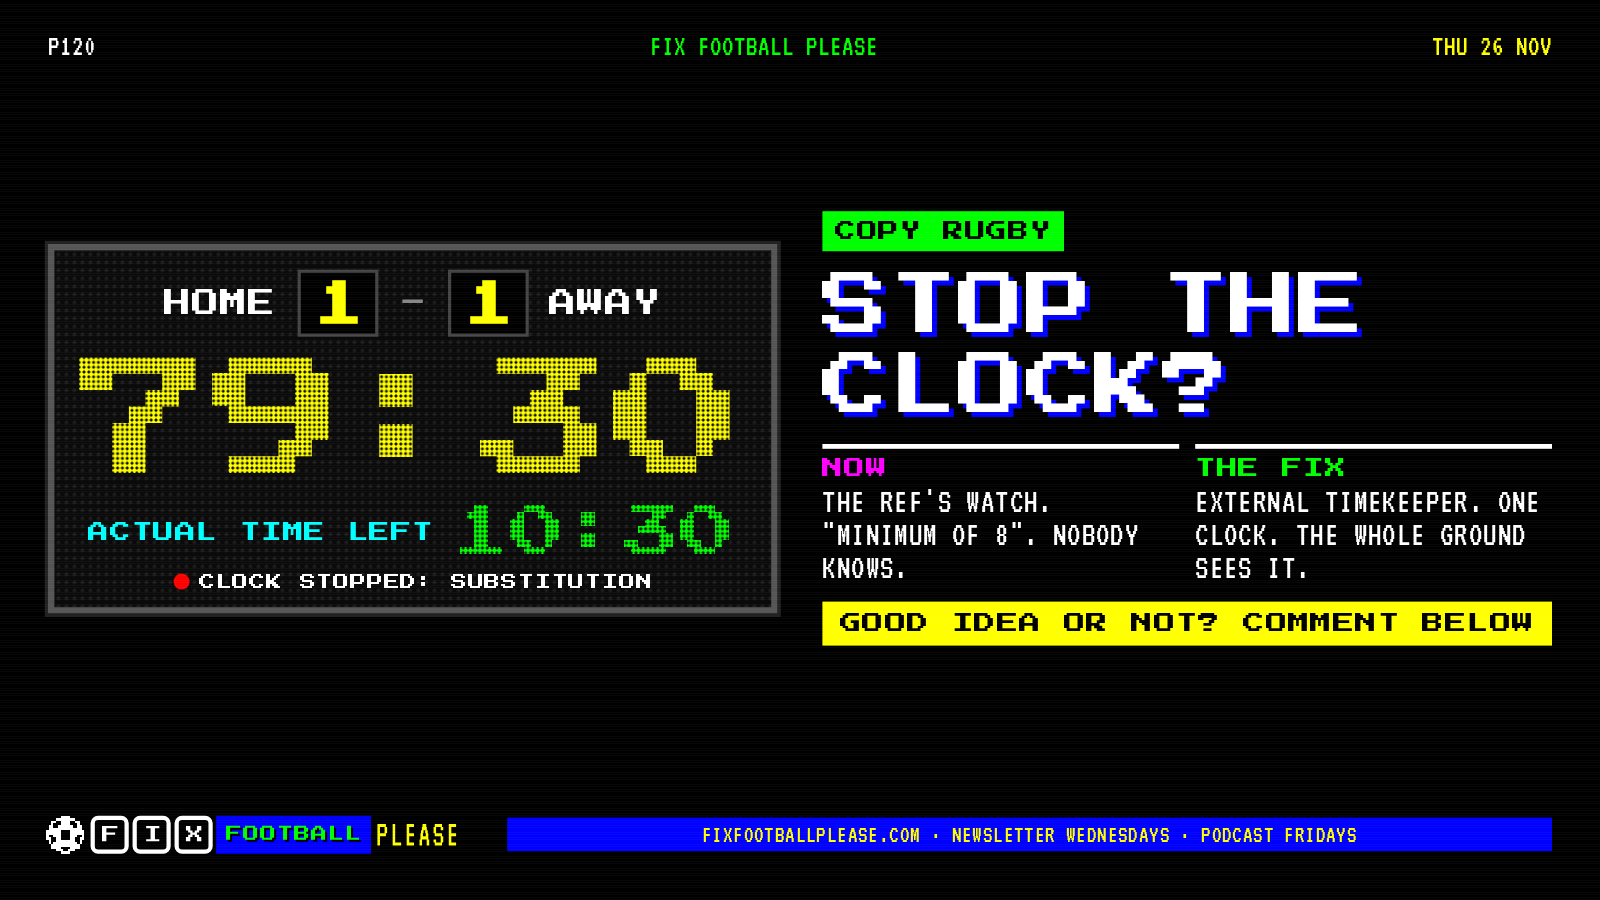 P120
FIX FOOTBALL PLEASE
THU 26 NOV
HOME 1 - 1 AWAY
79:30
ACTUAL TIME LEFT 10:30
CLOCK STOPPED: SUBSTITUTION
COPY RUGBY
STOP THE
CLOCK?
NOW
THE REF'S WATCH.
"MINIMUM OF 8". NOBODY
KNOWS.
THE FIX
EXTERNAL TIMEKEEPER. ONE
CLOCK. THE WHOLE GROUND
SEES IT.
GOOD IDEA OR NOT? COMMENT BELOW
FIX FOOTBALL PLEASE
FIXFOOTBALLPLEASE.COM · NEWSLETTER WEDNESDAYS · PODCAST FRIDAYS